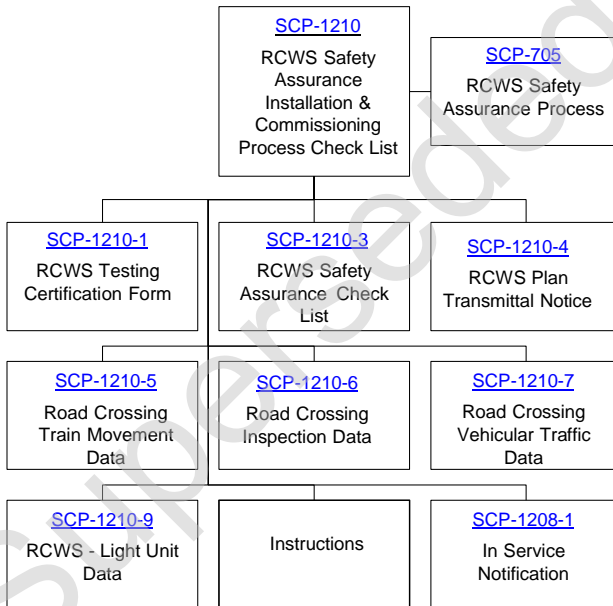 SCP-1210
RCWS Safety
Assurance
Installation &
Commissioning
Process Check List
SCP-705
RCWS Safety
Assurance Process
SCP-1210-1
RCWS Testing
Certification Form
SCP-1210-3
RCWS Safety
Assurance Check
List
SCP-1210-4
RCWS Plan
Transmittal Notice
SCP-1210-5
Road Crossing
Train Movement
Data
SCP-1210-6
Road Crossing
Inspection Data
SCP-1210-7
Road Crossing
Vehicular Traffic
Data
SCP-1210-9
RCWS - Light Unit
Data
Instructions
SCP-1208-1
In Service
Notification
Superseded